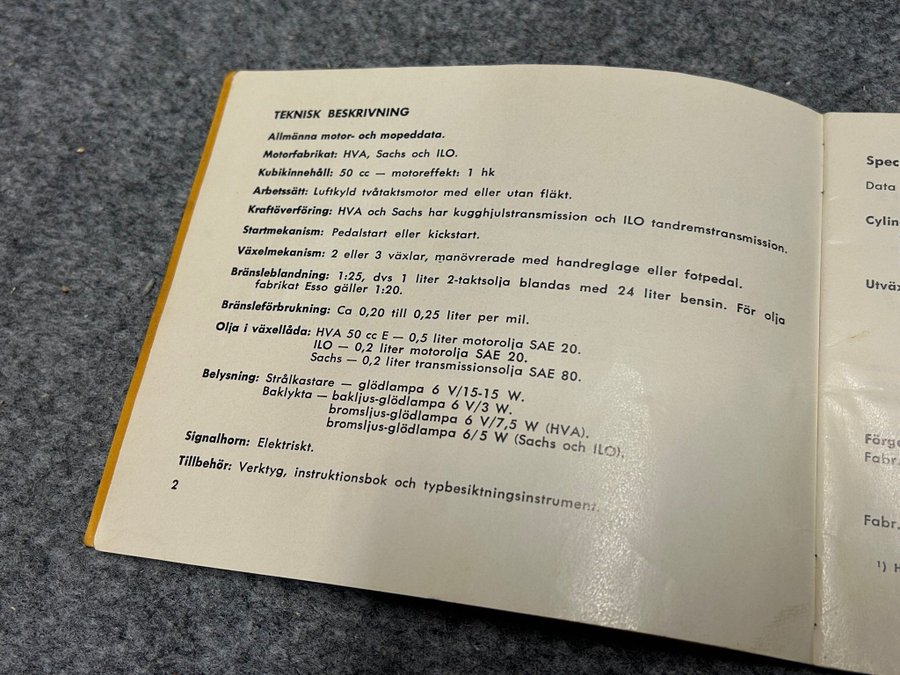 TEKNISK BESKRIVNING
Allmänna motor- och mopeddata.
Motorfabrikat: HVA, Sachs och ILO.
Kubikinnehåll: 50 cc — motoreffekt: 1 hk
Arbetssätt: Luftkyld tvåtaktsmotor med eller utan fläkt.
Kraftöverföring: HVA och Sachs har kugghjulstransmission och ILO tandremstransmission.
Startmekanism: Pedalstart eller kickstart.
Växelmekanism: 2 eller 3 växlar, manövrerade med handreglage eller fotpedal.
Bränsleblandning: 1:25, dvs 1 liter 2-taktsolja blandas med 24 liter bensin. För olja
fabrikat Esso gäller 1:20.
Bränsleförbrukning: Ca 0,20 till 0,25 liter per mil.
Olja i växellåda: HVA 50 cc E — 0,5 liter motorolja SAE 20.
ILO — 0,2 liter motorolja SAE 20.
Sachs — 0,2 liter transmissionsolja SAE 80.
Belysning: Strålkastare — glödlampa 6 V/15-15 W.
Baklykta — bakljus-glödlampa 6 V/3 W.
bromsljus-glödlampa 6 V/7,5 W (HVA).
bromsljus-glödlampa 6/5 W (Sachs och ILO).
Signalhorn: Elektriskt.
Tillbehör: Verktyg, instruktionsbok och typbesiktningsinstrument.
2
Spec
Data
Cylin
Utväx
Färga
Fabr.
Fabr.
¹) H